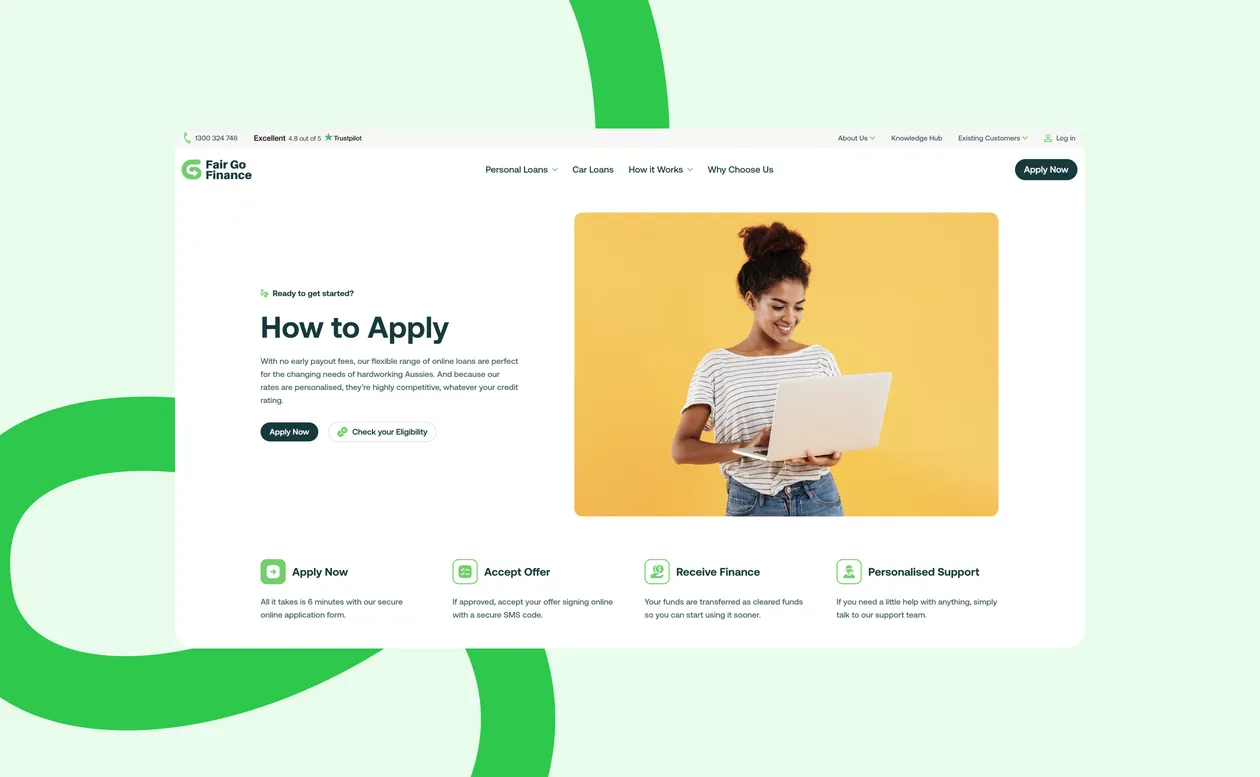 1300 324 746
Excellent 4.8 out of 5 Trustpilot
About Us
Knowledge Hub
Existing Customers
Log in
Fair Go
Finance
Personal Loans
Car Loans
How it Works
Why Choose Us
Apply Now
Ready to get started?
How to Apply
With no early payout fees, our flexible range of online loans are perfect
for the changing needs of hardworking Aussies. And because our
rates are personalised, they're highly competitive, whatever your credit
rating.
Apply Now
Check your Eligibility
Apply Now
All it takes is 6 minutes with our secure
online application form.
Accept Offer
If approved, accept your offer signing online
with a secure SMS code.
Receive Finance
Your funds are transferred as cleared funds
so you can start using it sooner.
Personalised Support
If you need a little help with anything, simply
talk to our support team.